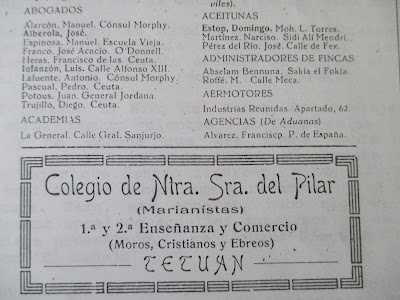 ABOGADOS
Alarcón, Manuel. Cónsul Morphy.
Alberola, José.
Espinosa, Manuel. Escuela Vieja.
Franco, José Acacio. O'Donnell.
Heras, Francisco de las. Ceuta.
Infanzón, Luis. Calle Alfonso XIII.
Lafuente, Antonio. Cónsul Morphy.
Pascual, Pedro. Ceuta.
Potous. Juan. General Jordana.
Trujillo, Diego. Ceuta.
ACADEMIAS
La General. Calle Gral. Sanjurjo.
viles).
ACEITUNAS
Estop, Domingo. Moh. L. Torres.
Martínez, Narciso. Sidi Alí Mendri.
Pérez del Río, José. Calle de Fex.
ADMINISTRADORES DE FINCAS
Abselam Bennuna. Sakia el Fokia
Roffé, M. Calle Meca.
AERMOTORES
Industrias Reunidas. Apartado, 62.
AGENCIAS (De Aduanas)
Alvarez, Francisco. P. de España.
Colegio de Ntra. Sra. del Pilar
(Marianistas)
1.ª y 2.ª Enseñanza y Comercio
(Moros, Cristianos y Ebreos)
TETUAN